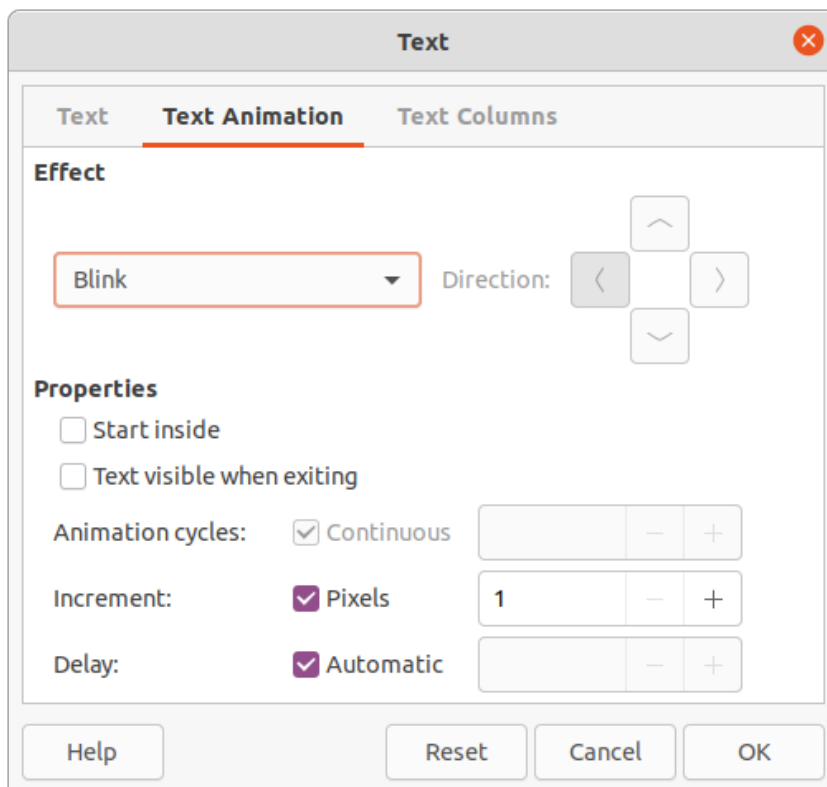 Text
Text Text Animation Text Columns
Effect
Blink Direction:
Properties
Start inside
Text visible when exiting
Animation cycles: Continuous
Increment: Pixels 1
Delay: Automatic
Help Reset Cancel OK